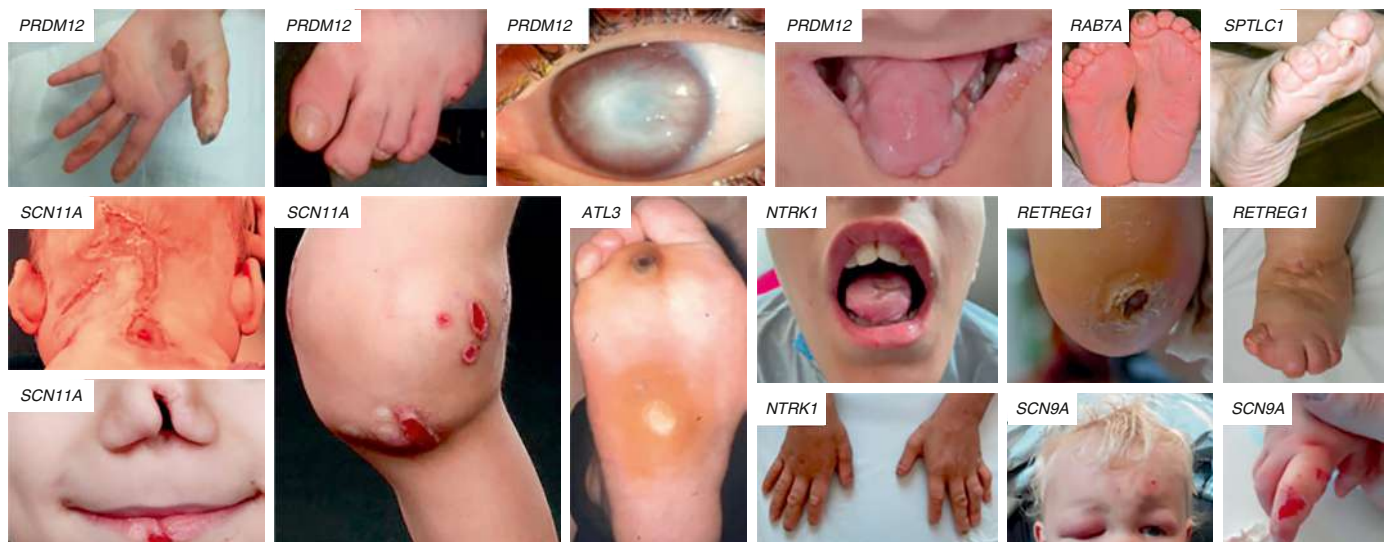 PRDM12
PRDM12
PRDM12
PRDM12
RAB7A
SPTLC1
SCN11A
SCN11A
ATL3
NTRK1
RETREG1
RETREG1
SCN11A
NTRK1
SCN9A
SCN9A